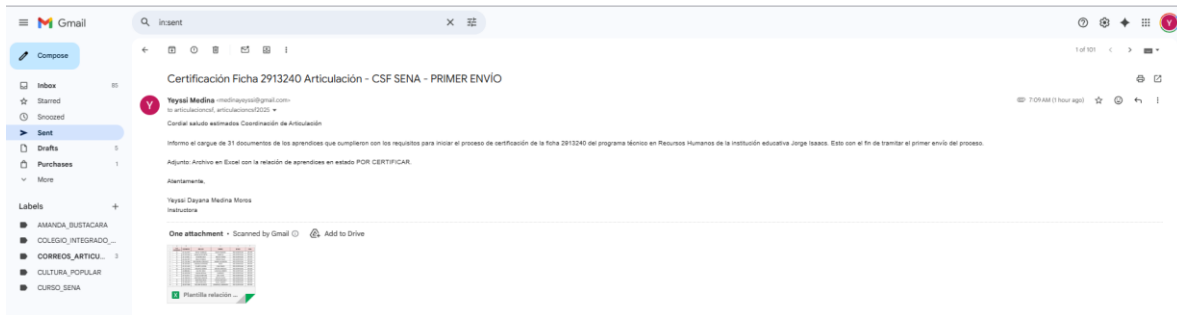 Gmail
in:sent
Compose
1 of 101
Inbox 85
Starred
Snoozed
Sent
Drafts 5
Purchases 1
More
Labels
AMANDA_BUSTACARA
COLEGIO_INTEGRADO_...
CORREOS_ARTICU... 3
CULTURA_POPULAR
CURSO_SENA
Certificación Ficha 2913240 Articulación - CSF SENA - PRIMER ENVÍO
Y
Yeyssi Medina <medinayeyssi@gmail.com>
7:09 AM (1 hour ago)
to articulacioncsf, articulacioncsf2025
Cordial saludo estimados Coordinación de Articulación
Informo el cargue de 31 documentos de los aprendices que cumplieron con los requisitos para iniciar el proceso de certificación de la ficha 2913240 del programa técnico en Recursos Humanos de la institución educativa Jorge Isaacs. Esto con el fin de tramitar el primer envío del proceso.
Adjunto: Archivo en Excel con la relación de aprendices en estado POR CERTIFICAR.
Atentamente,
Yeyssi Dayana Medina Moros
Instructora
One attachment • Scanned by Gmail
Add to Drive
Plantilla relación ...